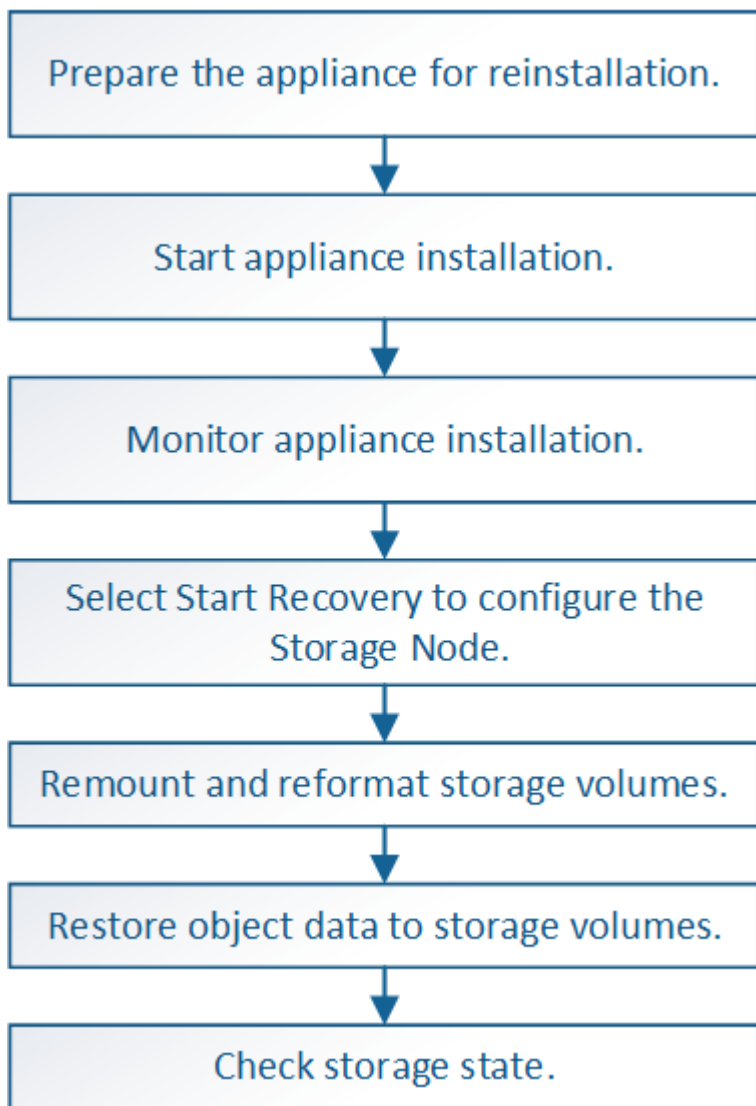 Prepare the appliance for reinstallation.
Start appliance installation.
Monitor appliance installation.
Select Start Recovery to configure the
Storage Node.
Remount and reformat storage volumes.
Restore object data to storage volumes.
Check storage state.